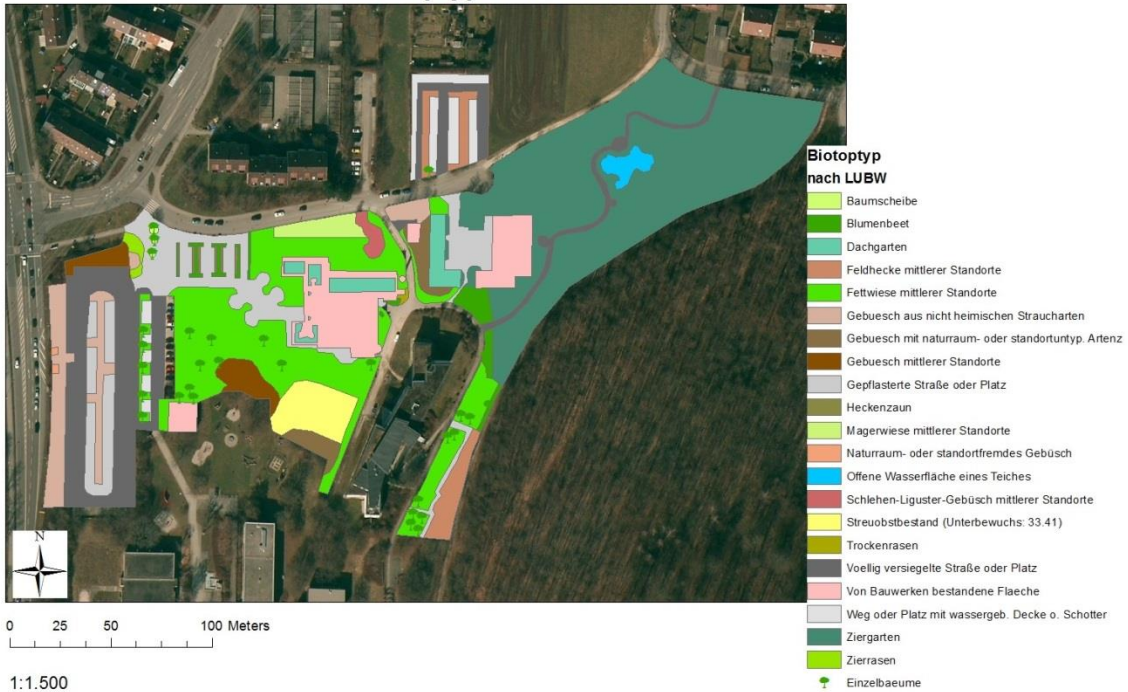 Biotoptyp
nach LUBW
Baumscheibe
Blumenbeet
Dachgarten
Feldhecke mittlerer Standorte
Fettwiese mittlerer Standorte
Gebuesch aus nicht heimischen Straucharten
Gebuesch mit naturraum- oder standortuntyp. Artenz
Gebuesch mittlerer Standorte
Gepflasterte Straße oder Platz
Heckenzaun
Magerwiese mittlerer Standorte
Naturraum- oder standortfremdes Gebüsch
Offene Wasserfläche eines Teiches
Schlehen-Liguster-Gebüsch mittlerer Standorte
Streuobstbestand (Unterbewuchs: 33.41)
Trockenrasen
Voellig versiegelte Straße oder Platz
Von Bauwerken bestandene Flaeche
Weg oder Platz mit wassergeb. Decke o. Schotter
Ziergarten
Zierrasen
Einzelbaeume
N
0 25 50 100 Meters
1:1.500